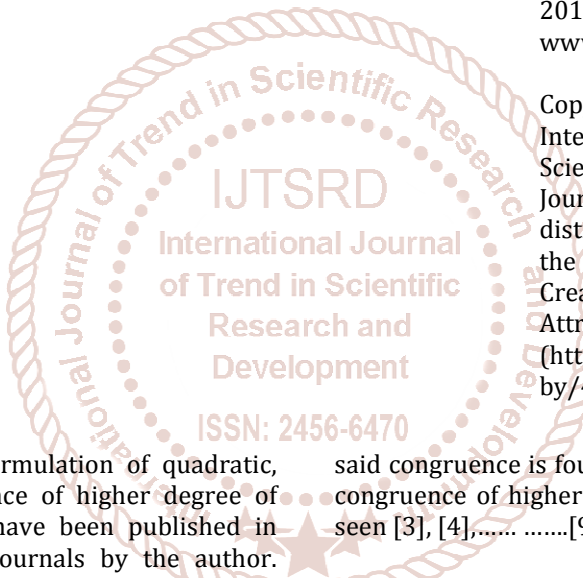 201
www
International Journal of Trend in Scientific Research and Development
IJTSRD
International Journal
of Trend in Scientific
Research and
Development
ISSN: 2456-6470
Cop
Inte
Scie
Jour
dist
the
Crea
Attr
(htt
by/4
rmulation of quadratic,
nce of higher degree of
have been published in
ournals by the author.
said congruence is fou
congruence of higher
seen [3], [4],…… …….[9